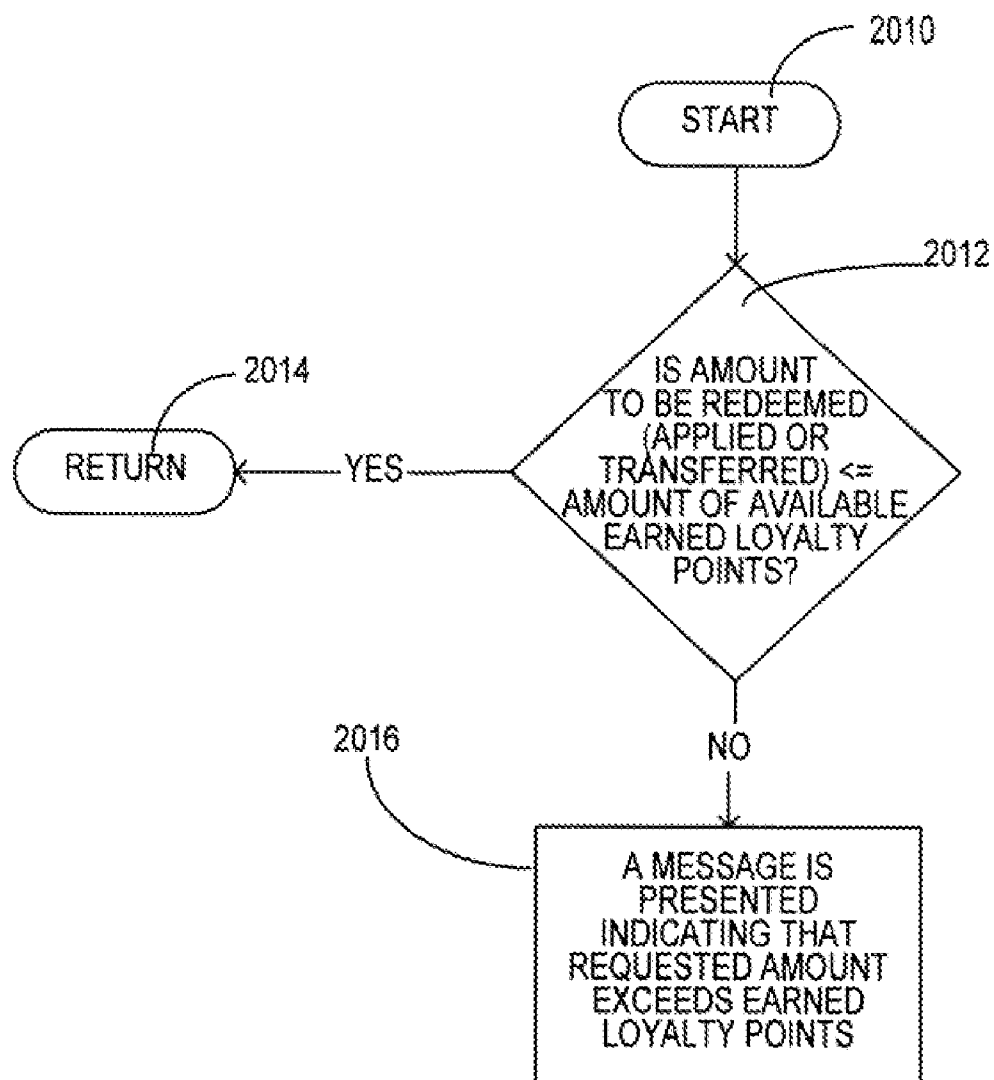 2010
START
2012
IS AMOUNT
TO BE REDEEMED
(APPLIED OR
TRANSFERRED) <=
AMOUNT OF AVAILABLE
EARNED LOYALTY
POINTS?
2014
RETURN
YES
NO
2016
A MESSAGE IS
PRESENTED
INDICATING THAT
REQUESTED AMOUNT
EXCEEDS EARNED
LOYALTY POINTS